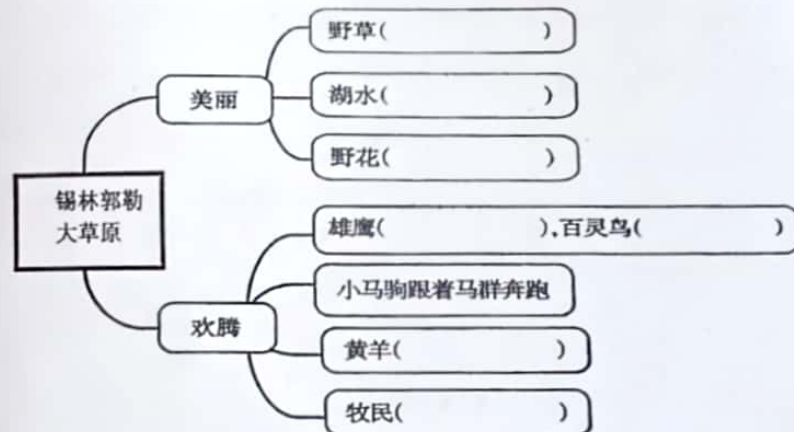 野草(　　　　)
湖水(　　　　)
美丽
野花(　　　　)
锡林郭勒
大草原
雄鹰(　　　　),百灵鸟(　　　　)
小马驹跟着马群奔跑
欢腾
黄羊(　　　　)
牧民(　　　　)